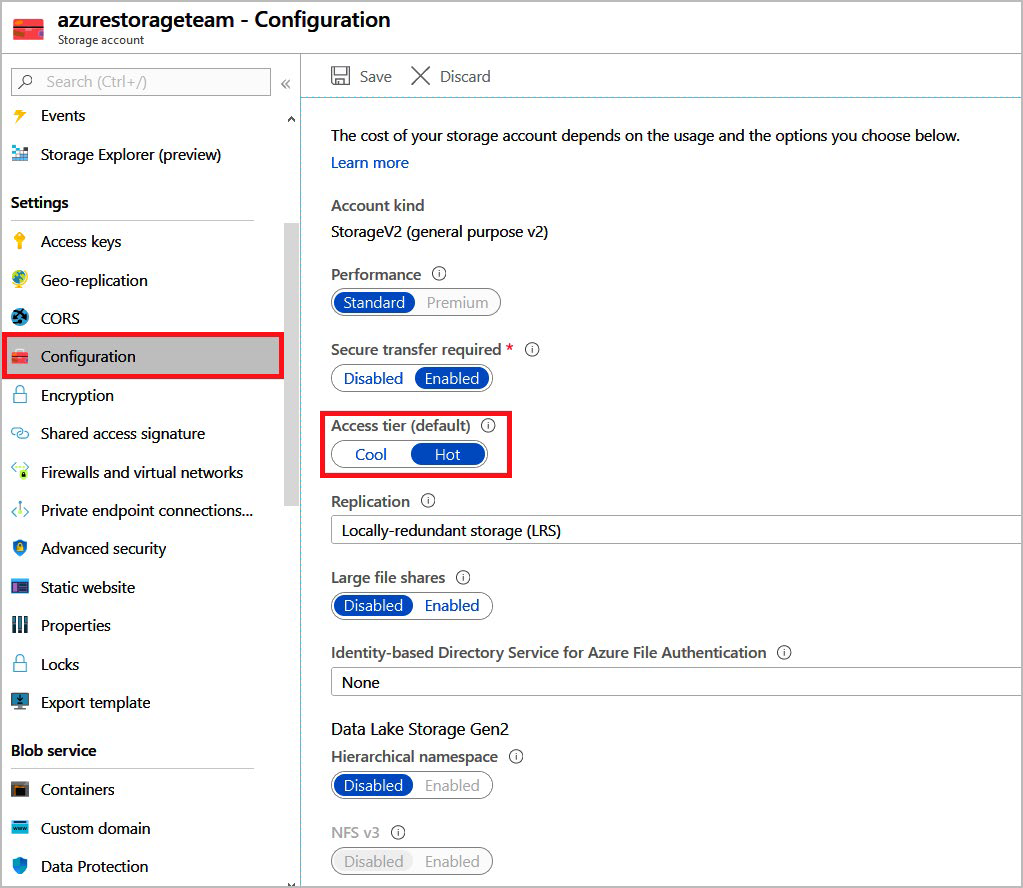 azurestorageteam - Configuration
Storage account
Search (Ctrl+/)
«
Events
Storage Explorer (preview)
Settings
Access keys
Geo-replication
CORS
Configuration
Encryption
Shared access signature
Firewalls and virtual networks
Private endpoint connections...
Advanced security
Static website
Properties
Locks
Export template
Blob service
Containers
Custom domain
Data Protection
Save Discard
The cost of your storage account depends on the usage and the options you choose below.
Learn more
Account kind
StorageV2 (general purpose v2)
Performance
Standard Premium
Secure transfer required *
Disabled Enabled
Access tier (default)
Cool Hot
Replication
Locally-redundant storage (LRS)
Large file shares
Disabled Enabled
Identity-based Directory Service for Azure File Authentication
None
Data Lake Storage Gen2
Hierarchical namespace
Disabled Enabled
NFS v3
Disabled Enabled